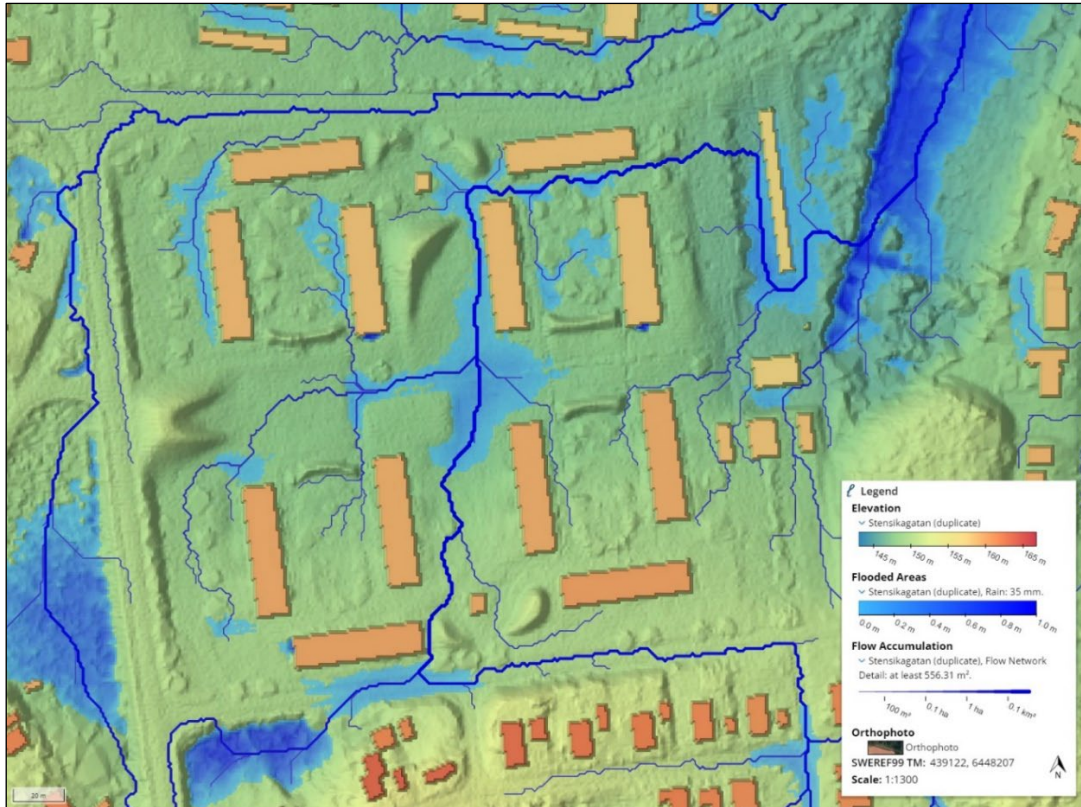 Legend
Elevation
Stensikagatan (duplicate)
145 m 150 m 155 m 160 m 165 m
Flooded Areas
Stensikagatan (duplicate), Rain: 35 mm.
0.0 m 0.2 m 0.4 m 0.6 m 0.8 m 1.0 m
Flow Accumulation
Stensikagatan (duplicate), Flow Network
Detail: at least 556.31 m².
100 m² 0.1 ha 1 ha 0.1 km²
Orthophoto
Orthophoto
SWEREF99 TM: 439122, 6448207
Scale: 1:1300
N
20 m